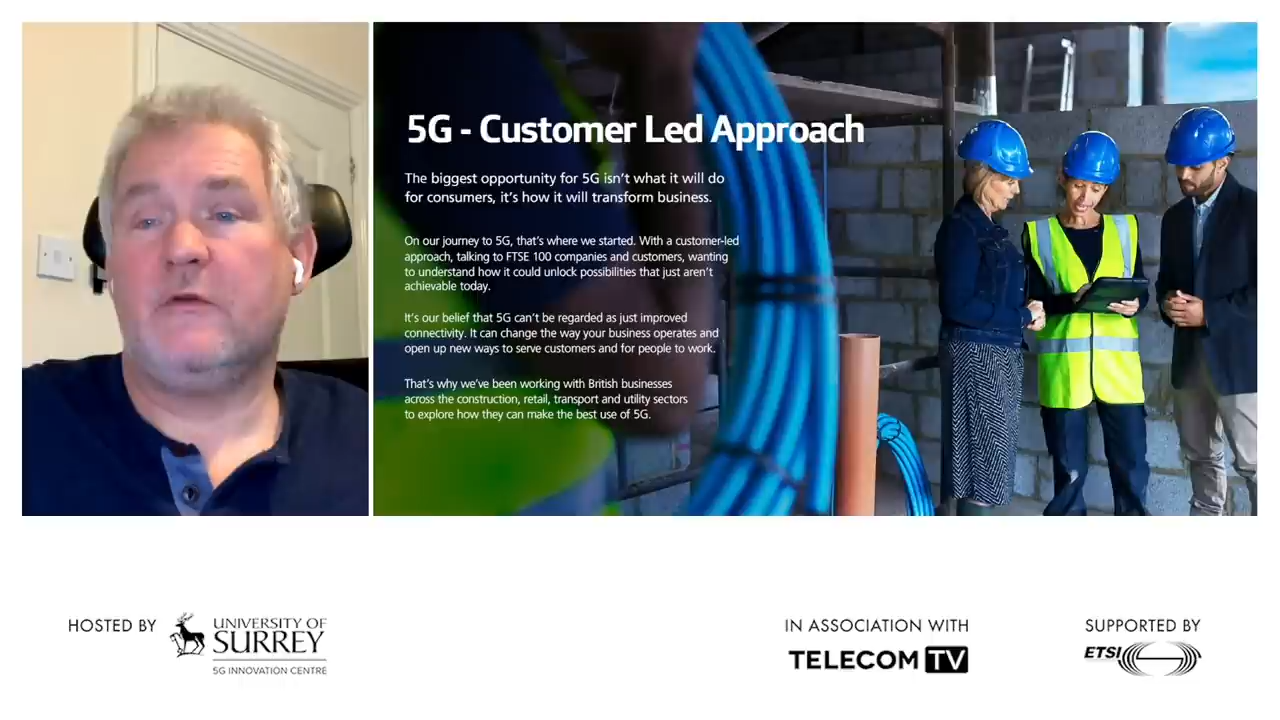 5G - Customer Led Approach
The biggest opportunity for 5G isn't what it will do
for consumers, it's how it will transform business.
On our journey to 5G, that's where we started. With a customer-led
approach, talking to FTSE 100 companies and customers, wanting
to understand how it could unlock possibilities that just aren't
achievable today.
It's our belief that 5G can't be regarded as just improved
connectivity. It can change the way your business operates and
open up new ways to serve customers and for people to work.
That's why we've been working with British businesses
across the construction, retail, transport and utility sectors
to explore how they can make the best use of 5G.
HOSTED BY
UNIVERSITY OF
SURREY
5G INNOVATION CENTRE
IN ASSOCIATION WITH
TELECOM TV
SUPPORTED BY
ETSI